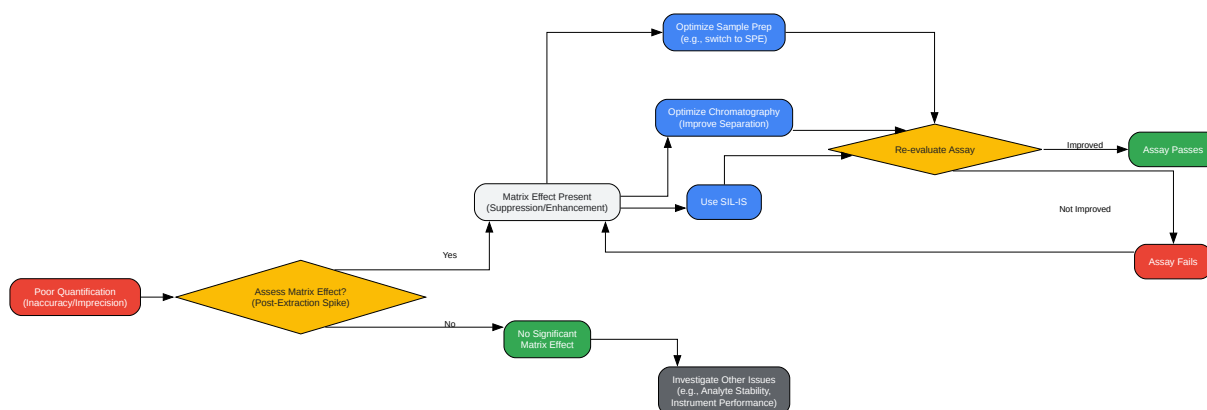 Optimize Sample Prep
(e.g., switch to SPE)
Optimize Chromatography
(Improve Separation)
Re-evaluate Assay
Improved
Assay Passes
Matrix Effect Present
(Suppression/Enhancement)
Use SIL-IS
Not Improved
Yes
Assay Fails
Poor Quantification
(Inaccuracy/Imprecision)
Assess Matrix Effect?
(Post-Extraction Spike)
No
No Significant
Matrix Effect
Investigate Other Issues
(e.g., Analyte Stability,
Instrument Performance)